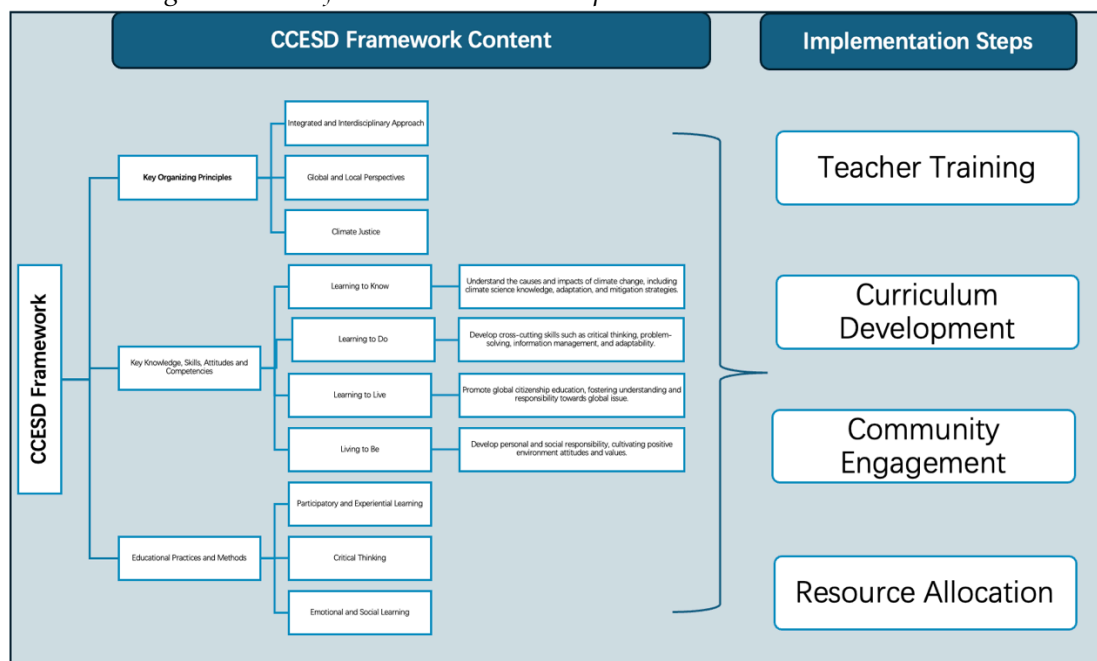 CCESD Framework Content
Implementation Steps
CCESD Framework
Key Organizing Principles
Integrated and Interdisciplinary Approach
Global and Local Perspectives
Climate Justice
Key Knowledge, Skills, Attitudes and
Competencies
Learning to Know
Understand the causes and impacts of climate change, including
climate science knowledge, adaptation, and mitigation strategies.
Learning to Do
Develop cross-cutting skills such as critical thinking, problem-
solving, information management, and adaptability.
Learning to Live
Promote global citizenship education, fostering understanding and
responsibility towards global issue.
Living to Be
Develop personal and social responsibility, cultivating positive
environment attitudes and values.
Educational Practices and Methods
Participatory and Experiential Learning
Critical Thinking
Emotional and Social Learning
Teacher Training
Curriculum
Development
Community
Engagement
Resource Allocation